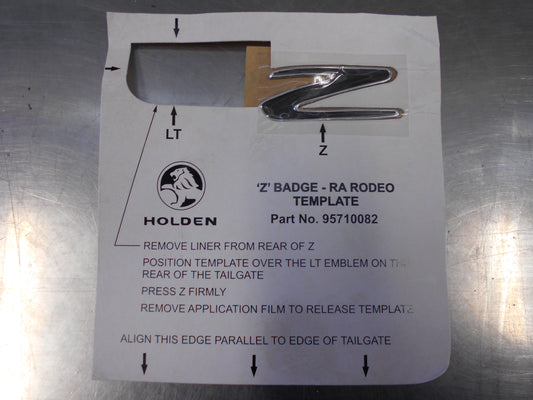 Z
LT
Z
HOLDEN
'Z' BADGE - RA RODEO
TEMPLATE
Part No. 95710082
REMOVE LINER FROM REAR OF Z
POSITION TEMPLATE OVER THE LT EMBLEM ON THE
REAR OF THE TAILGATE
PRESS Z FIRMLY
REMOVE APPLICATION FILM TO RELEASE TEMPLATE
ALIGN THIS EDGE PARALLEL TO EDGE OF TAILGATE